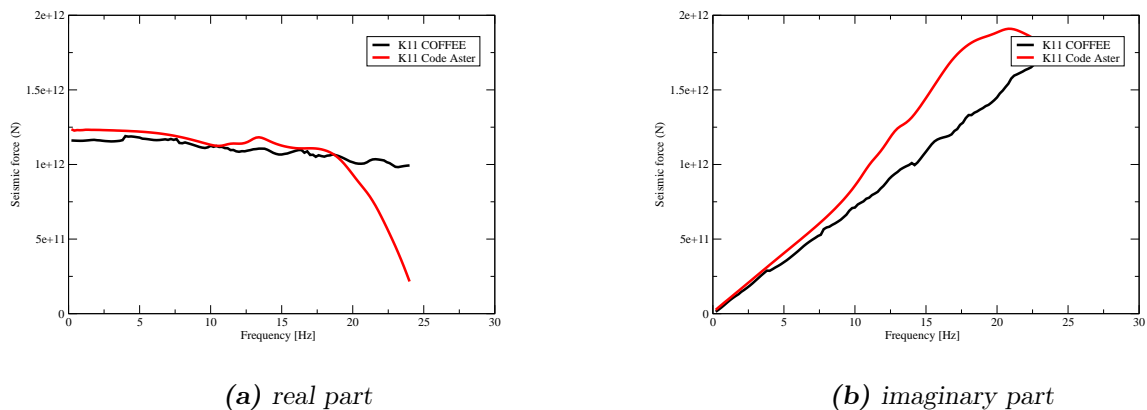 2e+12
1.5e+12
1e+12
5e+11
0
Seismic force (N)
K11 COFFEE
K11 Code Aster
0 5 10 15 20 25 30
Frequency [Hz]
(a) real part
2e+12
1.5e+12
1e+12
5e+11
0
Seismic force (N)
K11 COFFEE
K11 Code Aster
0 5 10 15 20 25 30
Frequency [Hz]
(b) imaginary part